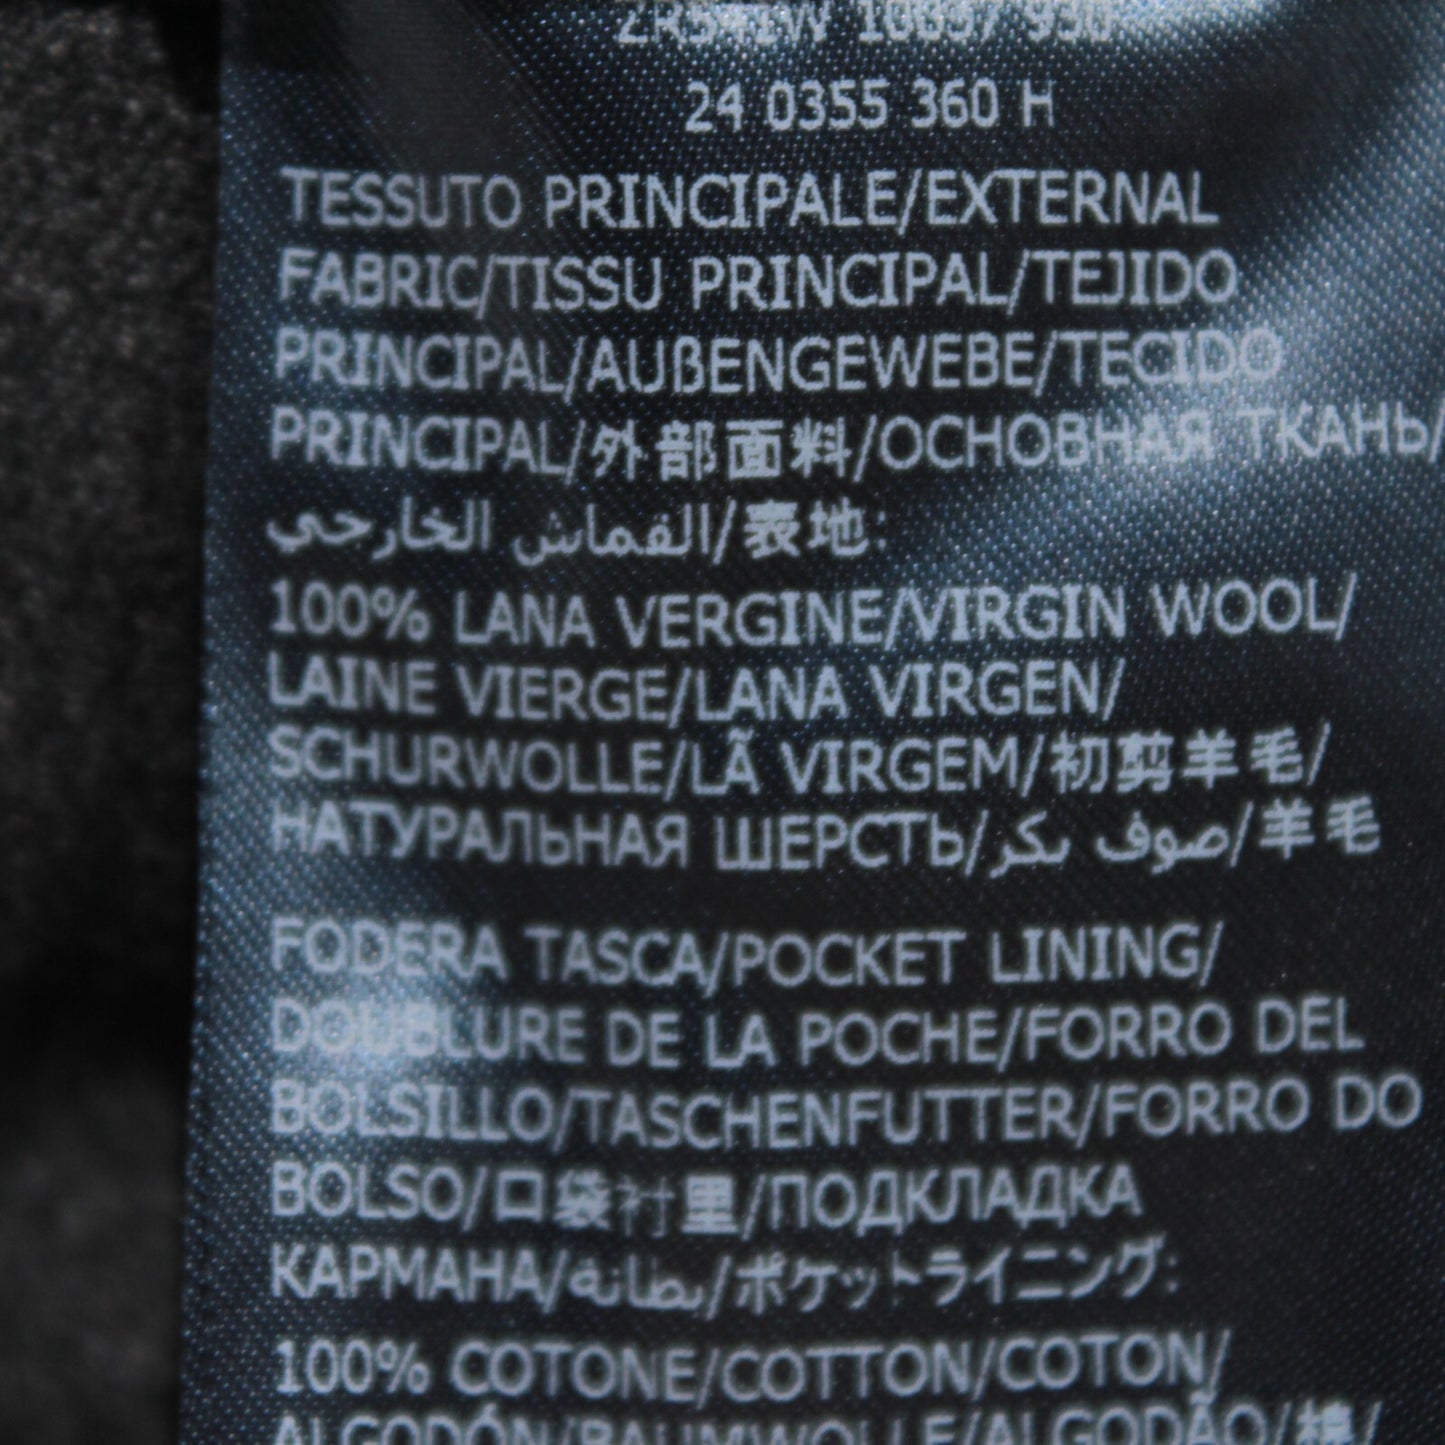 24 0355 360 H
TESSUTO PRINCIPALE/EXTERNAL
FABRIC/TISSU PRINCIPAL/TEJIDO
PRINCIPAL/AUßENGEWEBE/TECIDO
PRINCIPAL/外部面料/ОСНОВНАЯ ТКАНЬ/
القماش الخارجي/表地:
100% LANA VERGINE/VIRGIN WOOL/
LAINE VIERGE/LANA VIRGEN/
SCHURWOLLE/LÃ VIRGEM/初剪羊毛/
НАТУРАЛЬНАЯ ШЕРСТЬ/صوف بكر/羊毛
FODERA TASCA/POCKET LINING/
DOUBLURE DE LA POCHE/FORRO DEL
BOLSILLO/TASCHENFUTTER/FORRO DO
BOLSO/口袋衬里/ПОДКЛАДКА
КАРМАНА/بطانة/ポケットライニング:
100% COTONE/COTTON/COTON/
ALGODÓN/BAUMWOLLE/ALGODÃO/棉/